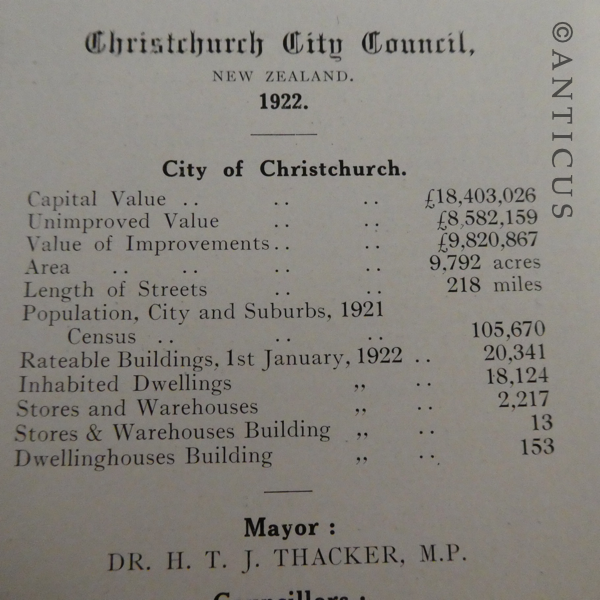 Christchurch City Council,
NEW ZEALAND.
1922.
City of Christchurch.
Capital Value .. .. .. £18,403,026
Unimproved Value .. .. £8,582,159
Value of Improvements .. .. £9,820,867
Area .. .. .. .. 9,792 acres
Length of Streets .. .. 218 miles
Population, City and Suburbs, 1921
Census .. .. .. 105,670
Rateable Buildings, 1st January, 1922 .. 20,341
Inhabited Dwellings ,, .. 18,124
Stores and Warehouses ,, .. 2,217
Stores & Warehouses Building ,, .. 13
Dwellinghouses Building ,, .. 153
Mayor :
DR. H. T. J. THACKER, M.P.
Councillors :
© ANTICUS